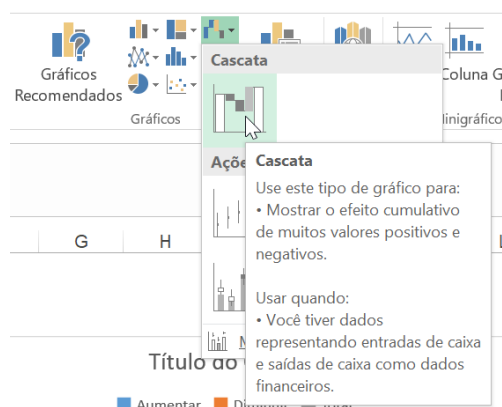 Gráficos
Recomendados
Gráficos
Cascata
Coluna
Açõe
Cascata
Use este tipo de gráfico para:
• Mostrar o efeito cumulativo
de muitos valores positivos e
negativos.
Usar quando:
• Você tiver dados
representando entradas de caixa
e saídas de caixa como dados
financeiros.
G H
Título do
Aumentar